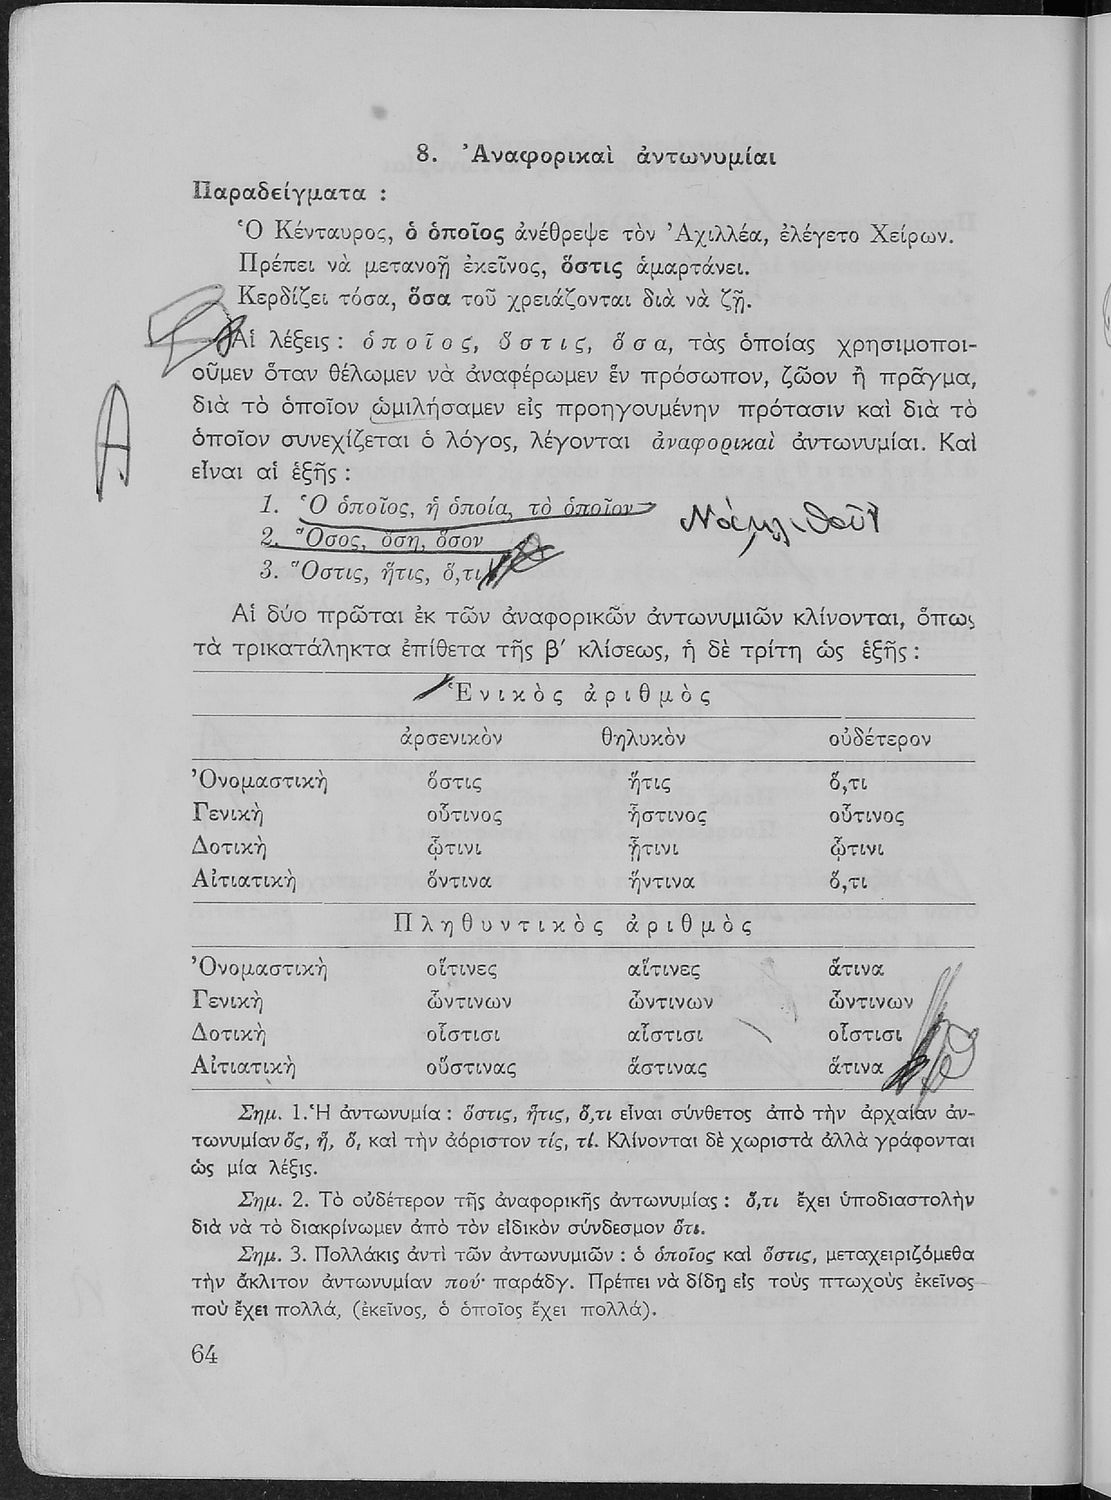 8. Ἀναφορικαὶ ἀντωνυμίαι
Παραδείγματα :
Ὁ Κένταυρος, ὁ ὁποῖος ἀνέθρεψε τὸν Ἀχιλλέα, ἐλέγετο Χείρων.
Πρέπει νὰ μετανοῇ ἐκεῖνος, ὅστις ἁμαρτάνει.
Κερδίζει τόσα, ὅσα τοῦ χρειάζονται διὰ νὰ ζῇ.
Αἱ λέξεις : ὁποῖος, ὅστις, ὅσα, τὰς ὁποίας χρησιμοποι-
οῦμεν ὅταν θέλωμεν νὰ ἀναφέρωμεν ἓν πρόσωπον, ζῶον ἢ πρᾶγμα,
διὰ τὸ ὁποῖον ὡμιλήσαμεν εἰς προηγουμένην πρότασιν καὶ διὰ τὸ
ὁποῖον συνεχίζεται ὁ λόγος, λέγονται ἀναφορικαὶ ἀντωνυμίαι. Καὶ
εἶναι αἱ ἑξῆς :
Α
1. Ὁ ὁποῖος, ἡ ὁποία, τὸ ὁποῖον
2. Ὅσος, ὅση, ὅσον
3. Ὅστις, ἥτις, ὅ,τι
Αἱ δύο πρῶται ἐκ τῶν ἀναφορικῶν ἀντωνυμιῶν κλίνονται, ὅπως
τὰ τρικατάληκτα ἐπίθετα τῆς β′ κλίσεως, ἡ δὲ τρίτη ὡς ἑξῆς :
Ἑνικὸς ἀριθμὸς
ἀρσενικὸν θηλυκὸν οὐδέτερον
Ὀνομαστικὴ ὅστις ἥτις ὅ,τι
Γενικὴ οὗτινος ἧστινος οὗτινος
Δοτικὴ ᾧτινι ᾗτινι ᾧτινι
Αἰτιατικὴ ὅντινα ἥντινα ὅ,τι
Πληθυντικὸς ἀριθμὸς
Ὀνομαστικὴ οἵτινες αἵτινες ἅτινα
Γενικὴ ὧντινων ὧντινων ὧντινων
Δοτικὴ οἷστισι αἷστισι οἷστισι
Αἰτιατικὴ οὕστινας ἅστινας ἅτινα
Σημ. 1. Ἡ ἀντωνυμία : ὅστις, ἥτις, ὅ,τι εἶναι σύνθετος ἀπὸ τὴν ἀρχαίαν ἀν-
τωνυμίαν ὅς, ἥ, ὅ, καὶ τὴν ἀόριστον τίς, τί. Κλίνονται δὲ χωριστὰ ἀλλὰ γράφονται
ὡς μία λέξις.
Σημ. 2. Τὸ οὐδέτερον τῆς ἀναφορικῆς ἀντωνυμίας : ὅ,τι ἔχει ὑποδιαστολὴν
διὰ νὰ τὸ διακρίνωμεν ἀπὸ τὸν εἰδικὸν σύνδεσμον ὅτι.
Σημ. 3. Πολλάκις ἀντὶ τῶν ἀντωνυμιῶν : ὁ ὁποῖος καὶ ὅστις, μεταχειριζόμεθα
τὴν ἄκλιτον ἀντωνυμίαν πού· παράδγ. Πρέπει νὰ δίδῃ εἰς τοὺς πτωχοὺς ἐκεῖνος
ποὺ ἔχει πολλά, (ἐκεῖνος, ὁ ὁποῖος ἔχει πολλά).
64